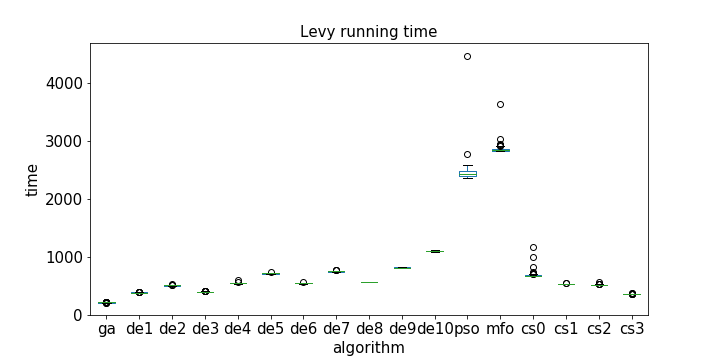 Levy running time
4000
3000
2000
1000
0
time
ga de1 de2 de3 de4 de5 de6 de7 de8 de9 de10 pso mfo cs0 cs1 cs2 cs3
algorithm